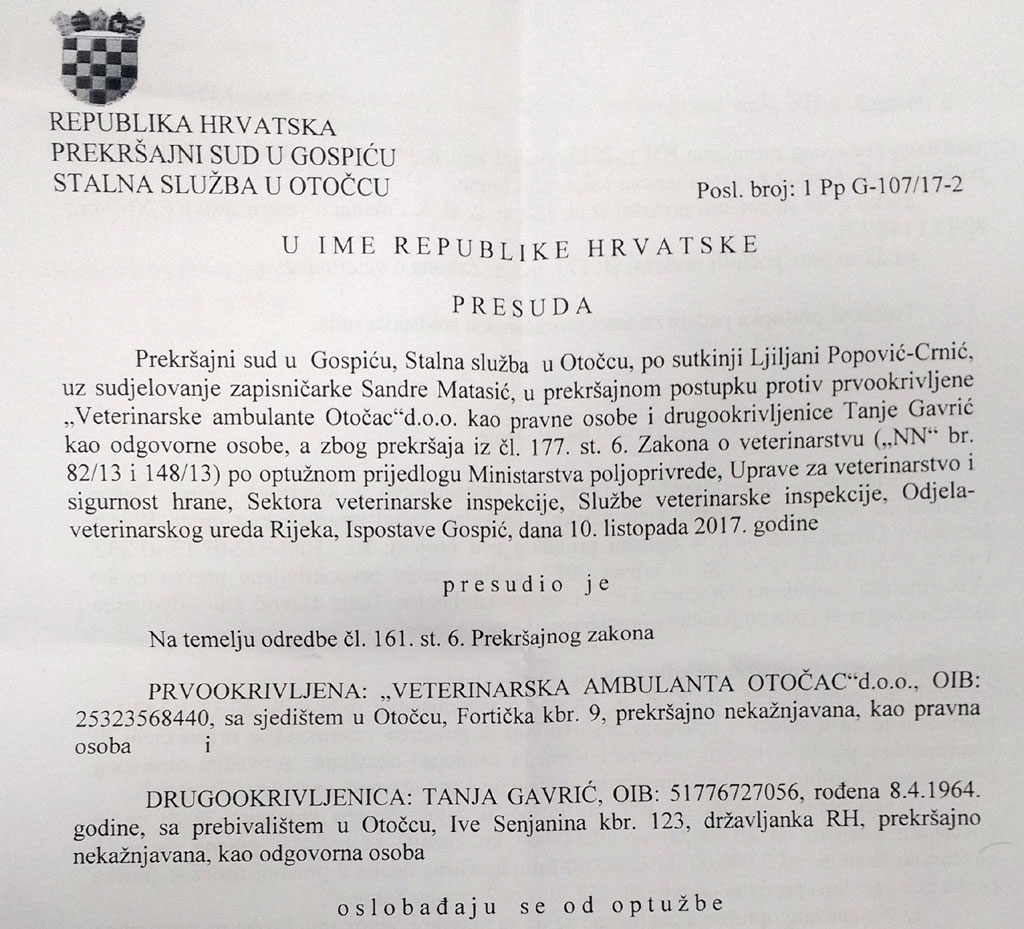 REPUBLIKA HRVATSKA
PREKRŠAJNI SUD U GOSPIĆU
STALNA SLUŽBA U OTOČCU
Posl. broj: 1 Pp G-107/17-2
U IME REPUBLIKE HRVATSKE
PRESUDA
Prekršajni sud u Gospiću, Stalna služba u Otočcu, po sutkinji Ljiljani Popović-Crnić,
uz sudjelovanje zapisničarke Sandre Matasić, u prekršajnom postupku protiv prvookrivljene
„Veterinarske ambulante Otočac“d.o.o. kao pravne osobe i drugookrivljenice Tanje Gavrić
kao odgovorne osobe, a zbog prekršaja iz čl. 177. st. 6. Zakona o veterinarstvu („NN“ br.
82/13 i 148/13) po optužnom prijedlogu Ministarstva poljoprivrede, Uprave za veterinarstvo i
sigurnost hrane, Sektora veterinarske inspekcije, Službe veterinarske inspekcije, Odjela-
veterinarskog ureda Rijeka, Ispostave Gospić, dana 10. listopada 2017. godine
presudio je
Na temelju odredbe čl. 161. st. 6. Prekršajnog zakona
PRVOOKRIVLJENA: „VETERINARSKA AMBULANTA OTOČAC“d.o.o., OIB:
25323568440, sa sjedištem u Otočcu, Fortička kbr. 9, prekršajno nekažnjavana, kao pravna
osoba i
DRUGOOKRIVLJENICA: TANJA GAVRIĆ, OIB: 51776727056, rođena 8.4.1964.
godine, sa prebivalištem u Otočcu, Ive Senjanina kbr. 123, državljanka RH, prekršajno
nekažnjavana, kao odgovorna osoba
oslobađaju se od optužbe